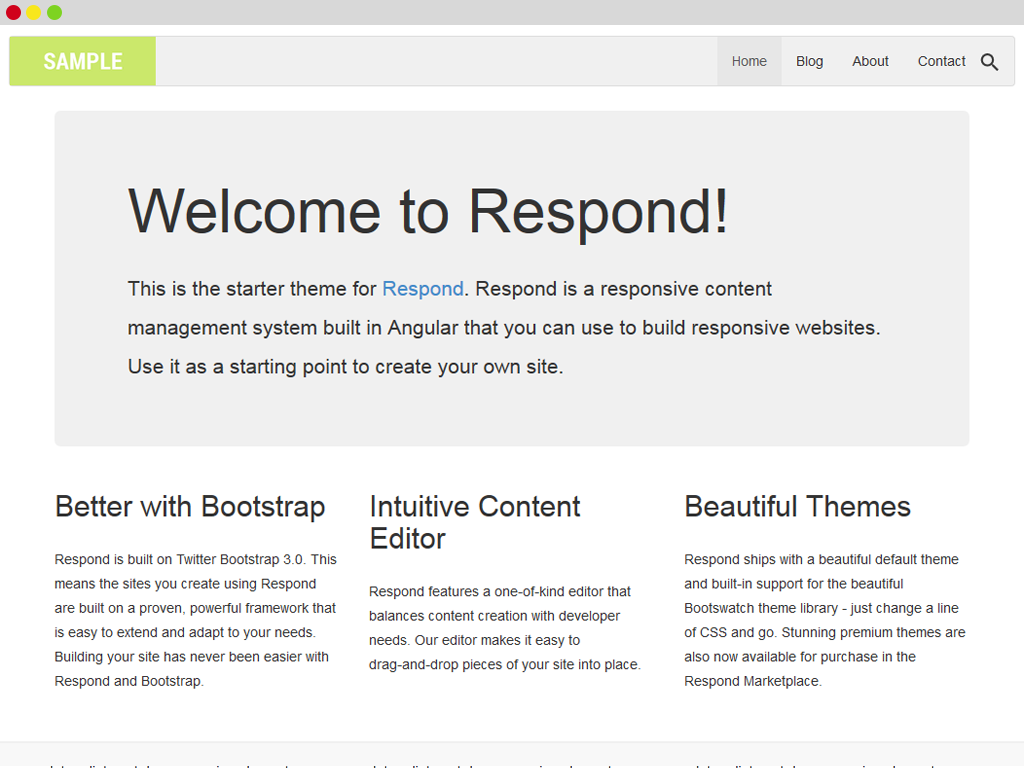 SAMPLE
Home Blog About Contact
Welcome to Respond!
This is the starter theme for Respond. Respond is a responsive content
management system built in Angular that you can use to build responsive websites.
Use it as a starting point to create your own site.
Better with Bootstrap
Respond is built on Twitter Bootstrap 3.0. This
means the sites you create using Respond
are built on a proven, powerful framework that
is easy to extend and adapt to your needs.
Building your site has never been easier with
Respond and Bootstrap.
Intuitive Content
Editor
Respond features a one-of-kind editor that
balances content creation with developer
needs. Our editor makes it easy to
drag-and-drop pieces of your site into place.
Beautiful Themes
Respond ships with a beautiful default theme
and built-in support for the beautiful
Bootswatch theme library - just change a line
of CSS and go. Stunning premium themes are
also now available for purchase in the
Respond Marketplace.